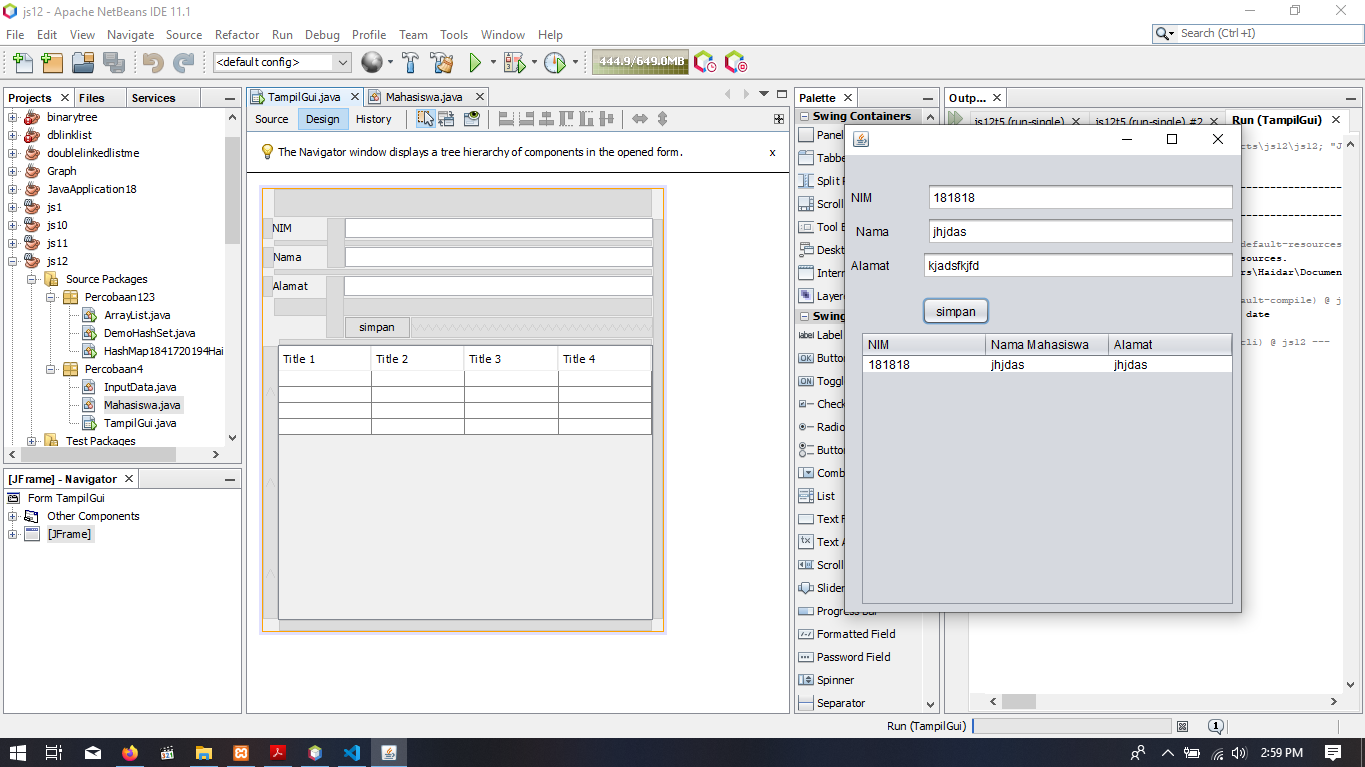 js12 - Apache NetBeans IDE 11.1
File Edit View Navigate Source Refactor Run Debug Profile Team Tools Window Help
Search (Ctrl +I)
<default config>
444.9/649.0MB
Projects Files Services
binarytree
dblinklist
doublelinkedlistme
Graph
JavaApplication18
js1
js10
js11
js12
Source Packages
Percobaan123
ArrayList.java
DemoHashSet.java
HashMap1841720194Hai
Percobaan4
InputData.java
Mahasiswa.java
TampilGui.java
Test Packages
[JFrame] - Navigator
Form TampilGui
Other Components
[JFrame]
TampilGui.java Mahasiswa.java
Source Design History
The Navigator window displays a tree hierarchy of components in the opened form. x
NIM
Nama
Alamat
simpan
Title 1 Title 2 Title 3 Title 4
Palette
Swing Containers
Panel
Tabbe
Split P
Scroll
Tool B
Deskt
Intern
Layere
Swing
label Label
OK Button
ON Toggl
Check
Radio
Butto
Comb
List
Text F
Text A
Scroll
Slider
Progress Bar
Formatted Field
Password Field
Spinner
Separator
Outp...
js12t5 (run-single) js12t5 (run-single) #2 Run (TampilGui)
cts\js12\js12; "J
default-resources
sources.
rs\Haidar\Documen
ault-compile) @ j
date
cli) @ js12 ---
NIM 181818
Nama jhjdas
Alamat kjadsfkjfd
simpan
NIM Nama Mahasiswa Alamat
181818 jhjdas jhjdas
Run (TampilGui) 1
2:59 PM